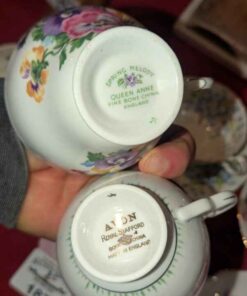 SPRING MELODY
QUEEN ANNE
FINE BONE CHINA
ENGLAND
AVON
ROYAL STAFFORD
BONE CHINA
MADE IN ENGLAND